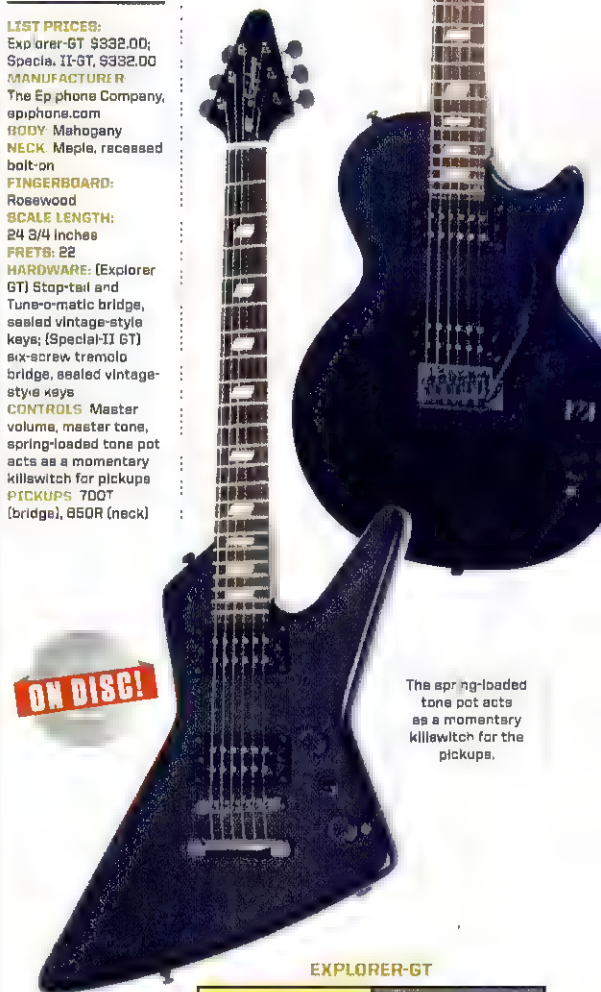 LIST PRICES:
Explorer-GT $332.00;
Special II-GT, $332.00
MANUFACTURER
The Epiphone Company,
epiphone.com
BODY Mahogany
NECK Maple, recessed
bolt-on
FINGERBOARD:
Rosewood
SCALE LENGTH:
24 3/4 inches
FRETS: 22
HARDWARE: (Explorer
GT) Stop-tail and
Tune-o-matic bridge,
sealed vintage-style
keys; (Special-II GT)
six-screw tremolo
bridge, sealed vintage-
style keys
CONTROLS Master
volume, master tone,
spring-loaded tone pot
acts as a momentary
killswitch for pickups
PICKUPS 700T
(bridge), 650R (neck)
ON DISC!
The spring-loaded
tone pot acts
as a momentary
killswitch for the
pickups.
EXPLORER-GT